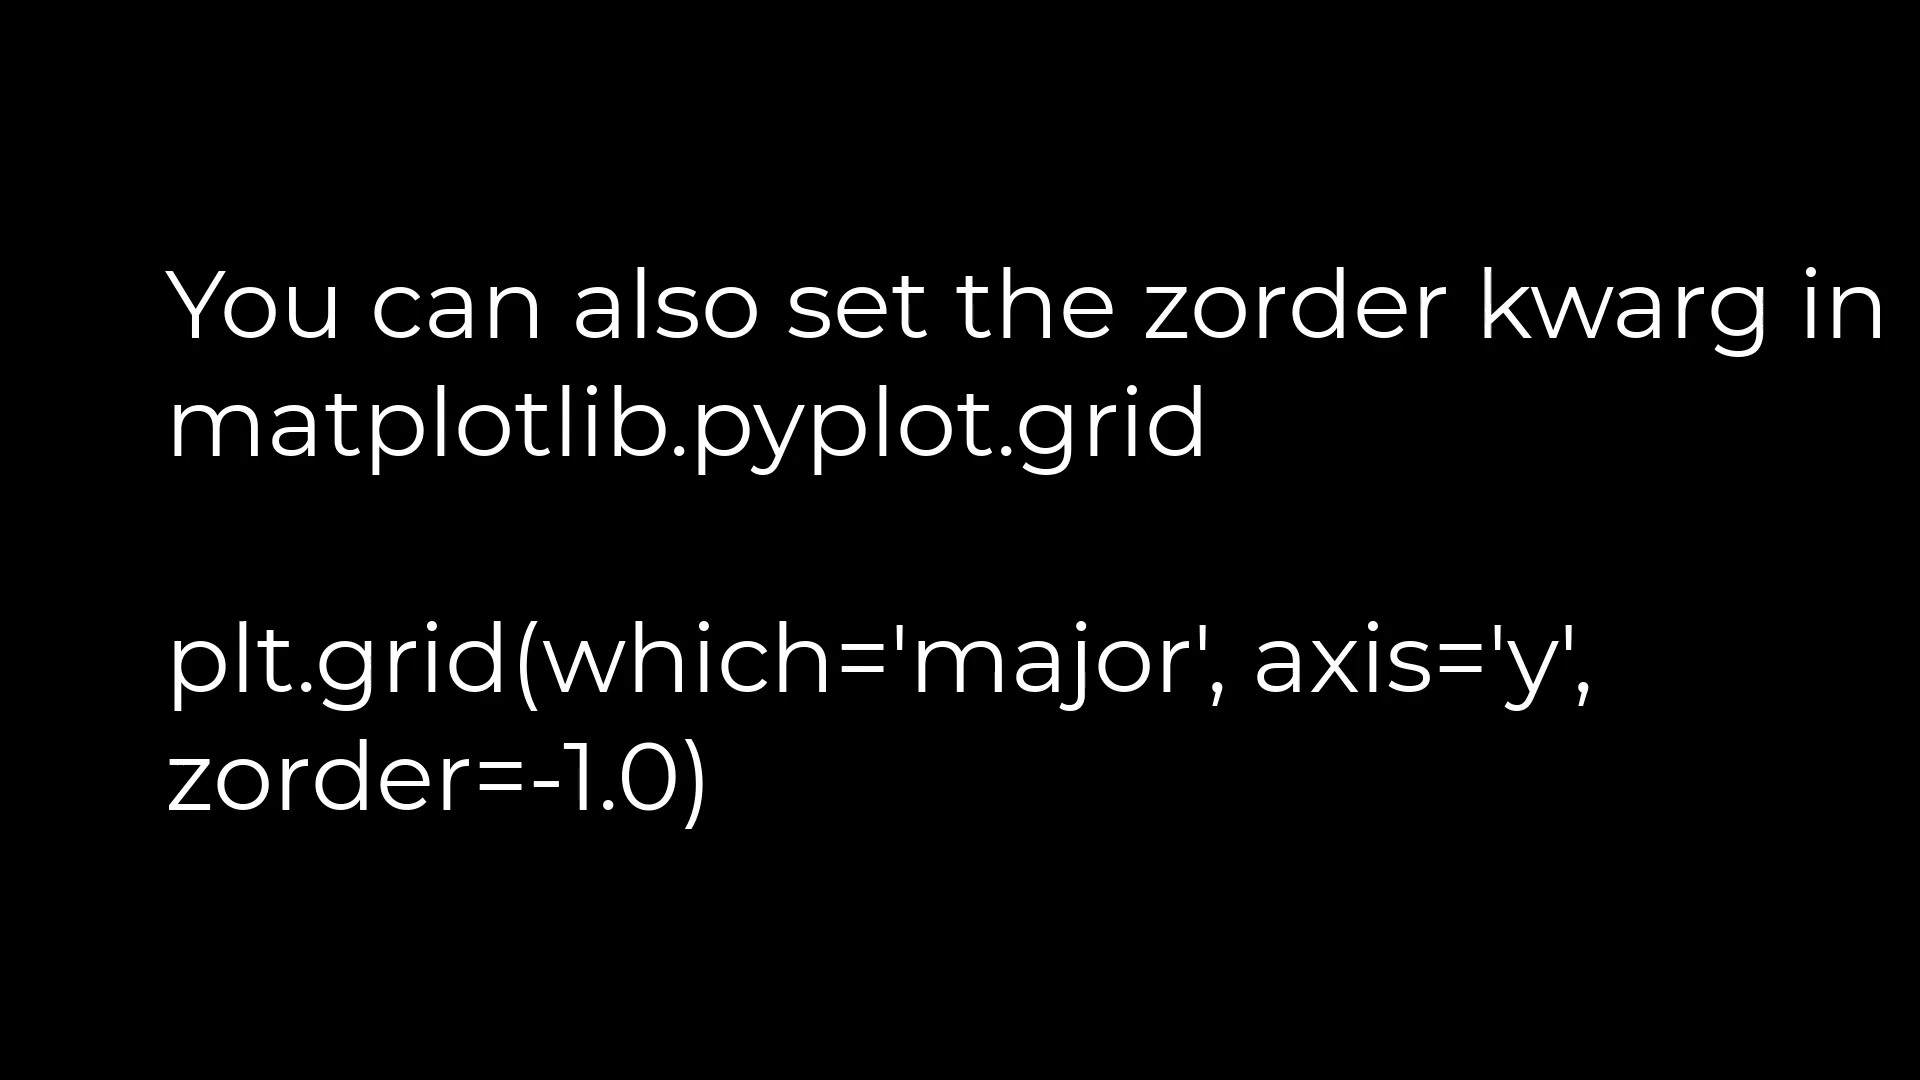 You can also set the zorder kwarg in
matplotlib.pyplot.grid
plt.grid(which='major', axis='y',
zorder=-1.0)